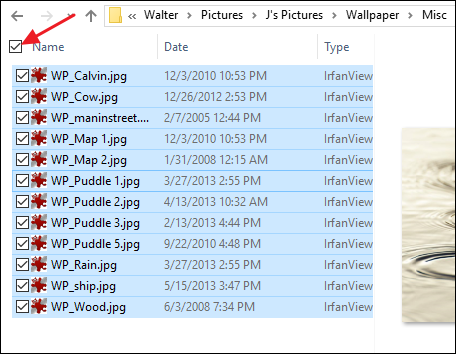 « Walter > Pictures > J's Pictures > Wallpaper > Misc
Name Date Type
WP_Calvin.jpg 12/3/2010 10:53 PM IrfanView
WP_Cow.jpg 12/26/2012 2:53 PM IrfanView
WP_maninstreet.... 2/7/2005 12:44 PM IrfanView
WP_Map 1.jpg 12/3/2010 10:53 PM IrfanView
WP_Map 2.jpg 1/31/2008 12:15 AM IrfanView
WP_Puddle 1.jpg 3/27/2013 2:55 PM IrfanView
WP_Puddle 2.jpg 4/13/2013 10:32 AM IrfanView
WP_Puddle 3.jpg 2/13/2013 4:44 PM IrfanView
WP_Puddle 5.jpg 9/22/2010 4:48 PM IrfanView
WP_Rain.jpg 3/27/2013 2:55 PM IrfanView
WP_ship.jpg 5/15/2013 3:47 PM IrfanView
WP_Wood.jpg 6/3/2008 7:34 PM IrfanView